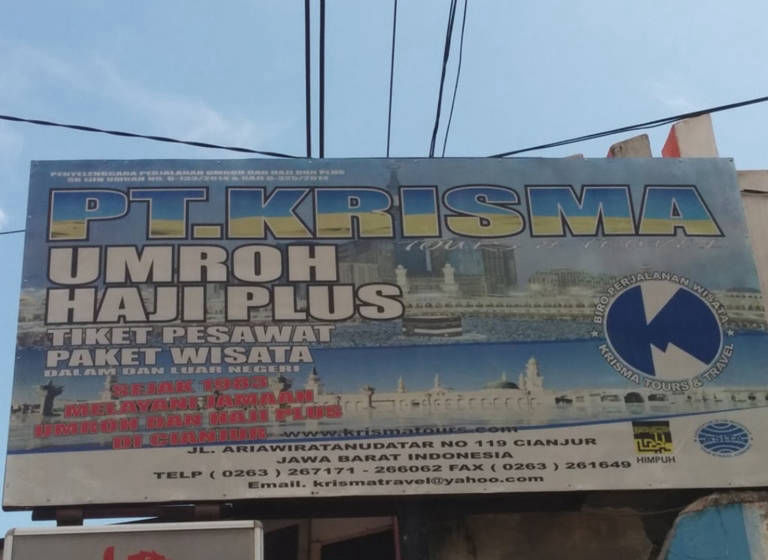 PENYELENGGARA PERJALANAN UMROH DAN HAJI DAN PLUS
PT.KRISMA
TOURS & TRAVEL
UMROH
HAJI PLUS
TIKET PESAWAT
PAKET WISATA
DALAM DAN LUAR NEGERI
SEJAK 1983
MELAYANI JAMAAH
UMROH DAN HAJI PLUS
DI CIANJUR
www.krismatours.com
JL. ARIAWIRATANUDATAR NO 119 CIANJUR
JAWA BARAT INDONESIA
TELP ( 0263 ) 267171 - 266062 FAX ( 0263 ) 261649
Email. krismatravel@yahoo.com
BIRO PERJALANAN WISATA
KRISMA TOURS & TRAVEL
HIMPUH